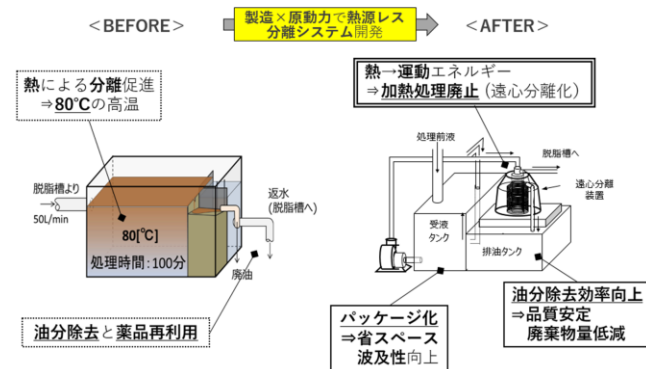 ＜BEFORE＞
製造×原動力で熱源レス
分離システム開発
＜AFTER＞
熱による分離促進
⇒80℃の高温
熱→運動エネルギー
⇒加熱処理廃止（遠心分離化）
脱脂槽より
50L/min
80[℃]
処理時間：100分
返水
(脱脂槽へ)
廃油
油分除去と薬品再利用
処理前液
脱脂槽へ
遠心分離
装置
受液
タンク
排油タンク
パッケージ化
⇒省スペース
波及性向上
油分除去効率向上
⇒品質安定
廃棄物量低減